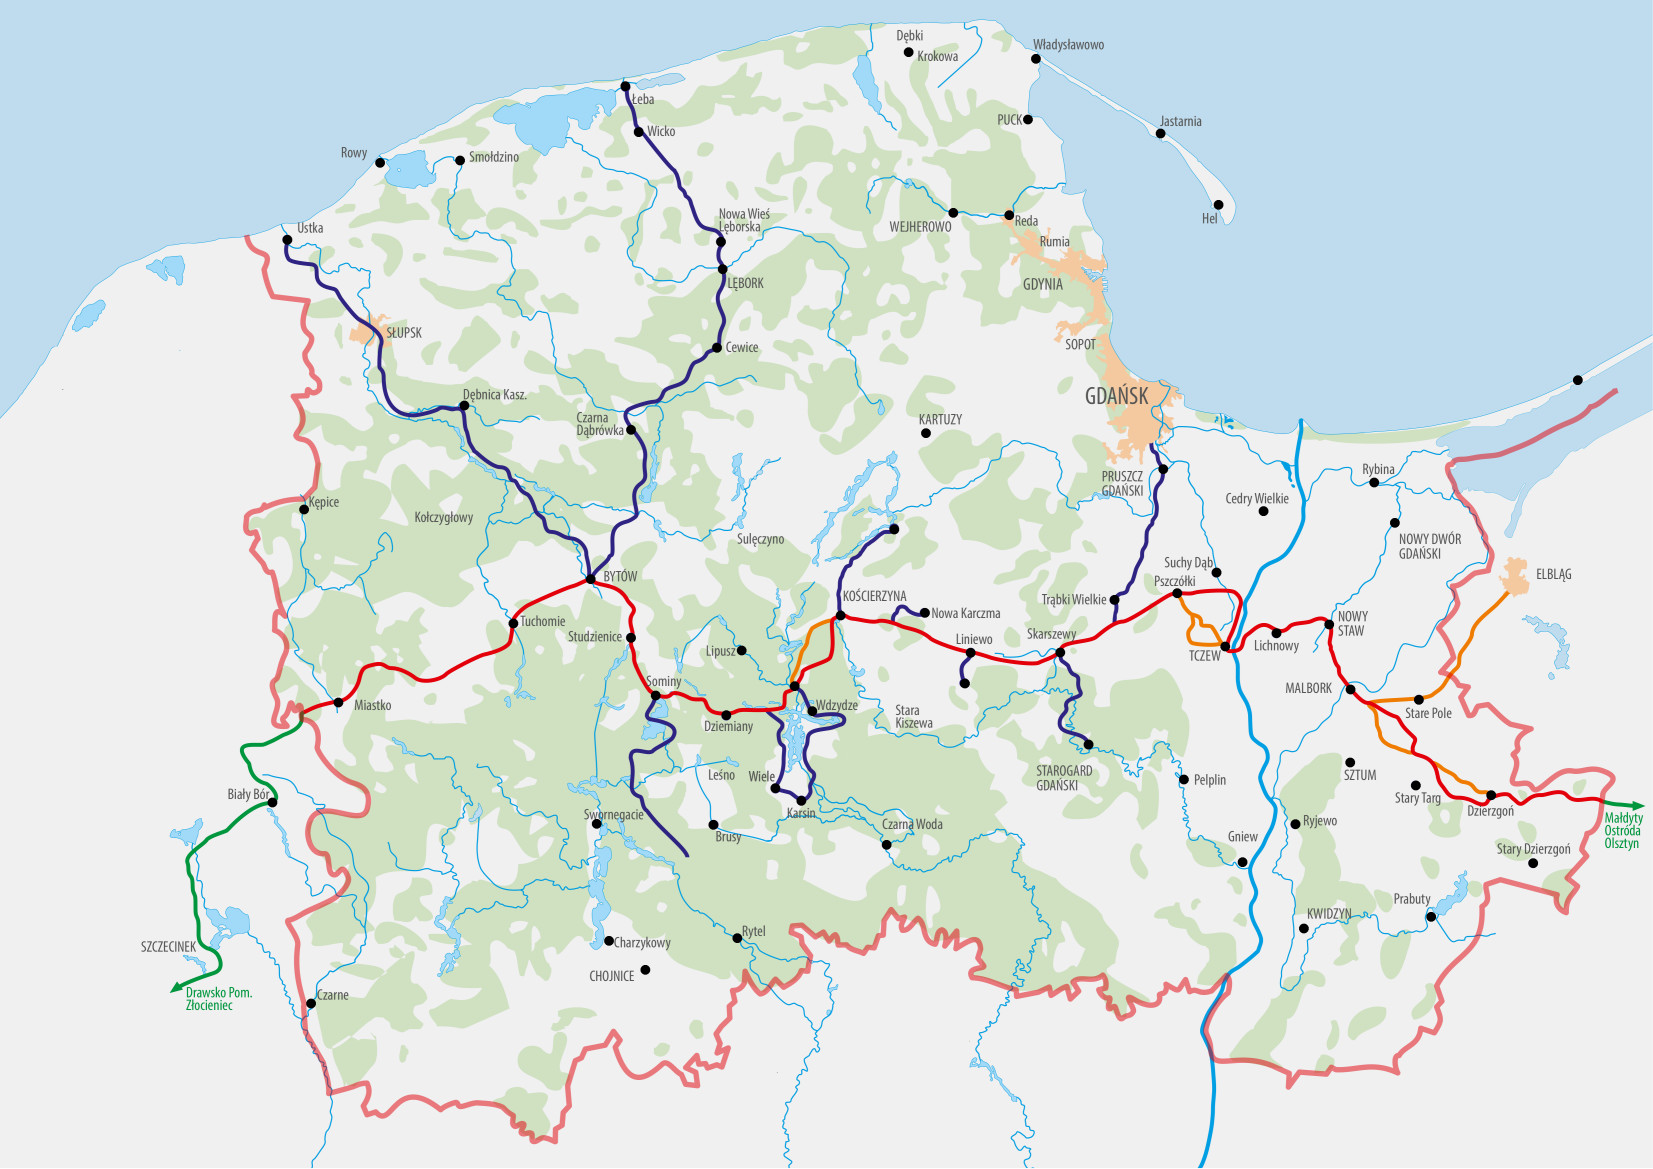 Dębki
Krokowa
Władysławowo
Łeba
Wicko
PUCK
Jastarnia
Rowy
Smołdzino
Hel
Nowa Wieś
Lęborska
Ustka
WEJHEROWO
Reda
Rumia
LĘBORK
GDYNIA
SŁUPSK
SOPOT
Cewice
Dębnica Kasz.
GDAŃSK
Czarna
Dąbrówka
KARTUZY
PRUSZCZ
GDAŃSKI
Rybina
Kępice
Cedry Wielkie
Kołczygłowy
Sulęczyno
NOWY DWÓR
GDAŃSKI
Suchy Dąb
Pszczółki
ELBLĄG
BYTÓW
KOŚCIERZYNA
Trąbki Wielkie
Nowa Karczma
Tuchomie
Studzienice
Lipusz
Liniewo
Skarszewy
TCZEW
Lichnowy
NOWY
STAW
Sominy
MALBORK
Miastko
Dziemiany
Wdzydze
Stara
Kiszewa
Stare Pole
Leśno
Wiele
STAROGARD
GDAŃSKI
Pelplin
SZTUM
Biały Bór
Stary Targ
Karsin
Dzierzgoń
Swornegacie
Brusy
Czarna Woda
Ryjewo
Małdyty
Ostróda
Olsztyn
Gniew
Stary Dzierzgoń
Prabuty
KWIDZYN
SZCZECINEK
Charzykowy
Rytel
CHOJNICE
Drawsko Pom.
Złocieniec
Czarne